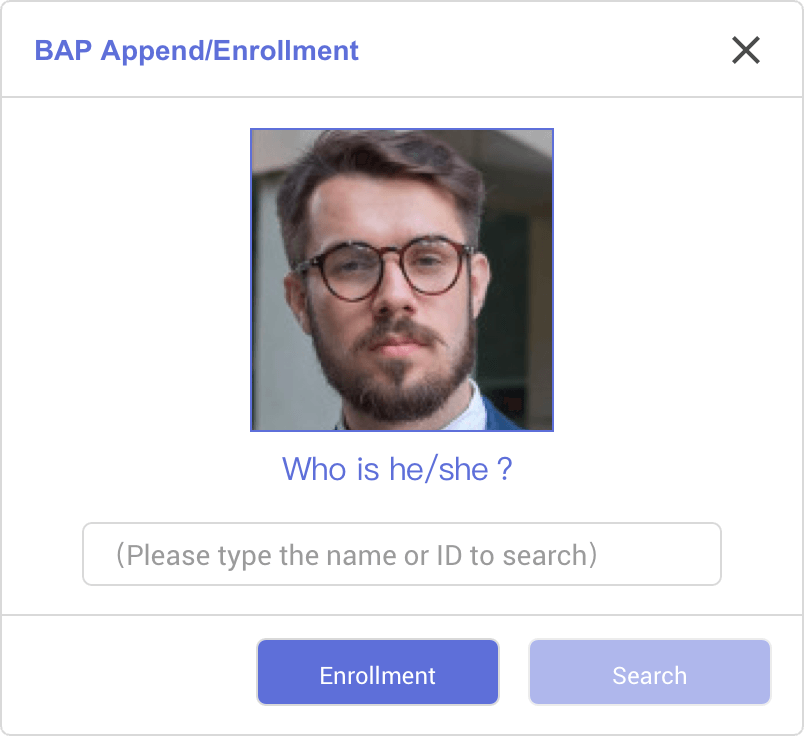 BAP Append/Enrollment
Who is he/she ?
(Please type the name or ID to search)
Enrollment
Search